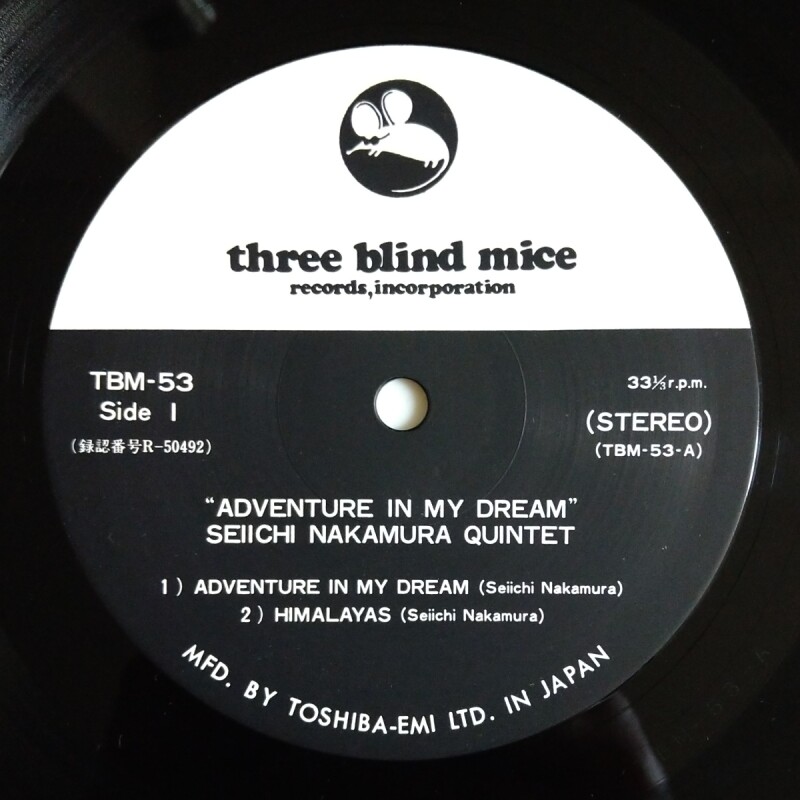 three blind mice
records, incorporation
TBM-53
Side 1
(録認番号R-50492)
33⅓ r.p.m.
(STEREO)
(TBM-53-A)
“ADVENTURE IN MY DREAM”
SEIICHI NAKAMURA QUINTET
1) ADVENTURE IN MY DREAM (Seiichi Nakamura)
2) HIMALAYAS (Seiichi Nakamura)
MFD. BY TOSHIBA-EMI LTD. IN JAPAN